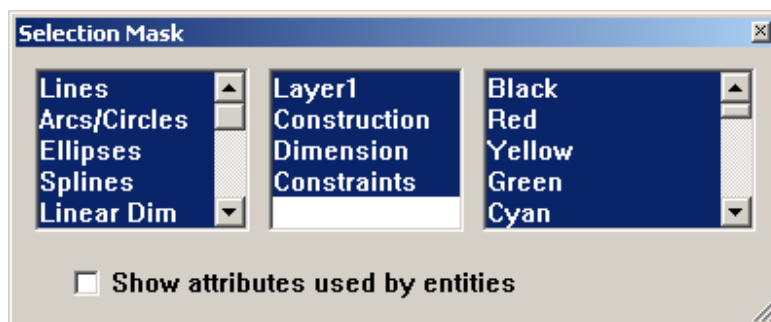 Selection Mask
Lines
Arcs/Circles
Ellipses
Splines
Linear Dim
Layer1
Construction
Dimension
Constraints
Black
Red
Yellow
Green
Cyan
Show attributes used by entities